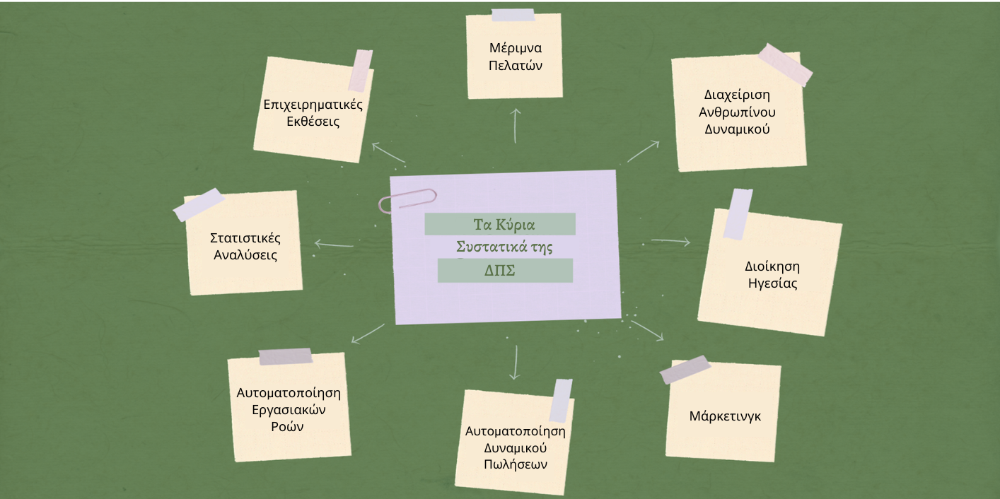 Μέριμνα
Πελατών
Επιχειρηματικές
Εκθέσεις
Διαχείριση
Ανθρωπίνου
Δυναμικού
Τα Κύρια
Συστατικά της
ΔΠΣ
Στατιστικές
Αναλύσεις
Διοίκηση
Ηγεσίας
Αυτοματοποίηση
Εργασιακών
Ροών
Αυτοματοποίηση
Δυναμικού
Πωλήσεων
Μάρκετινγκ